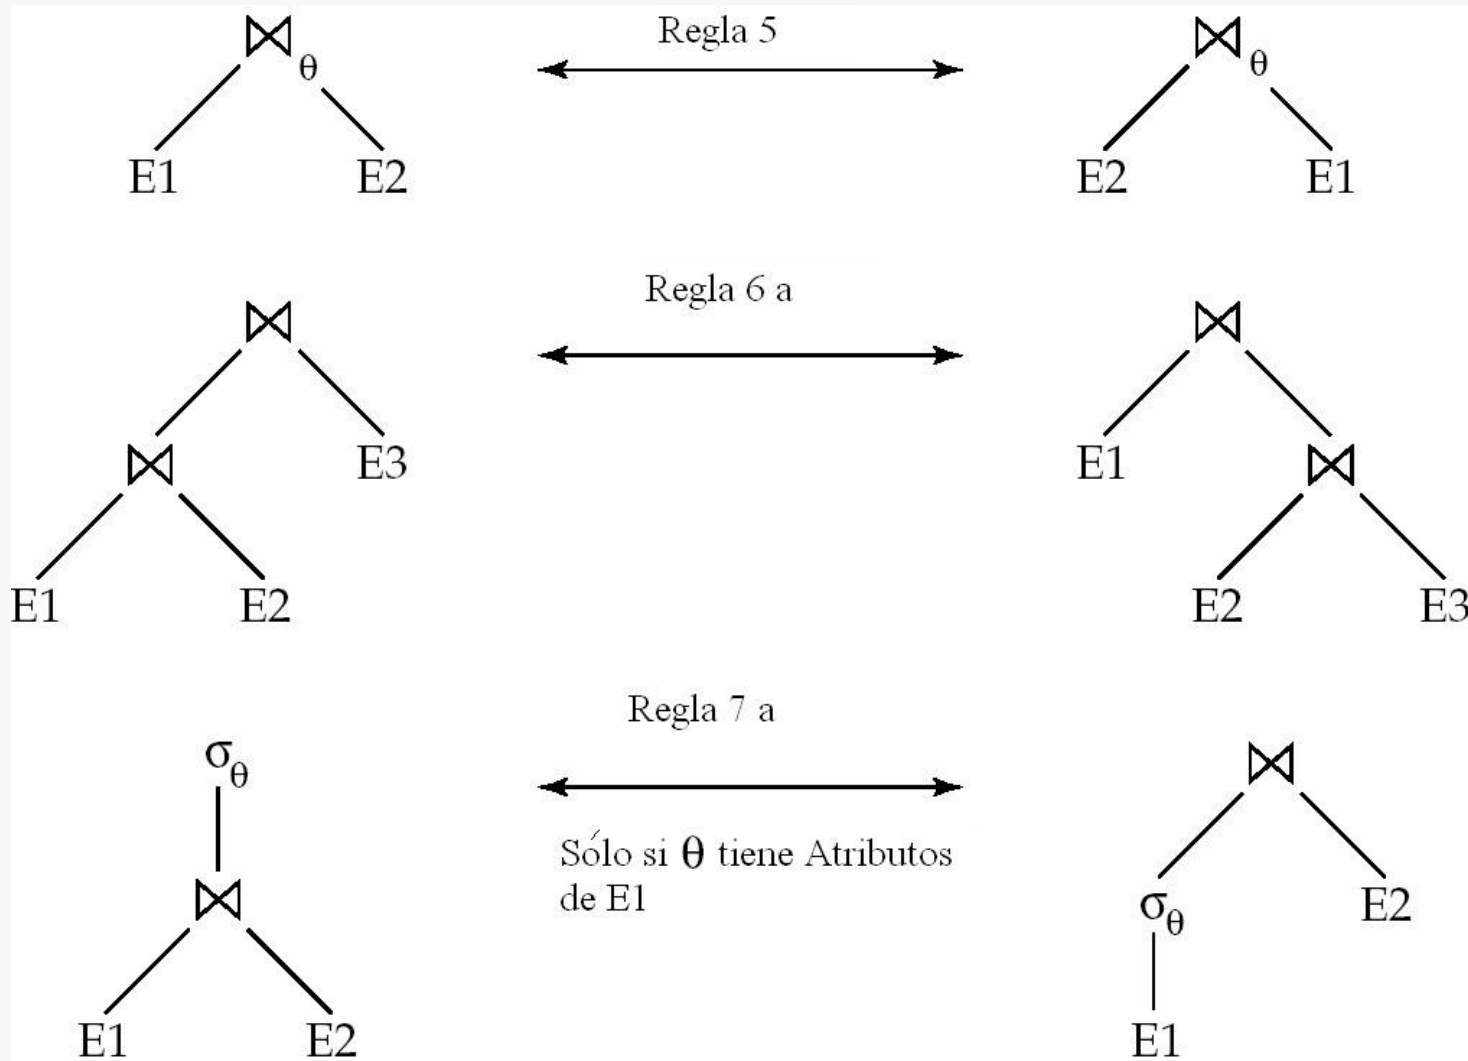 ⋈θ Regla 5 ⋈θ
E1 E2 E2 E1
Regla 6 a
⋈ ⋈
⋈ E3 E1 ⋈
E1 E2 E2 E3
Regla 7 a
σθ ⋈
Sólo si θ tiene Atributos
de E1
⋈ σθ E2
E1 E2 E1